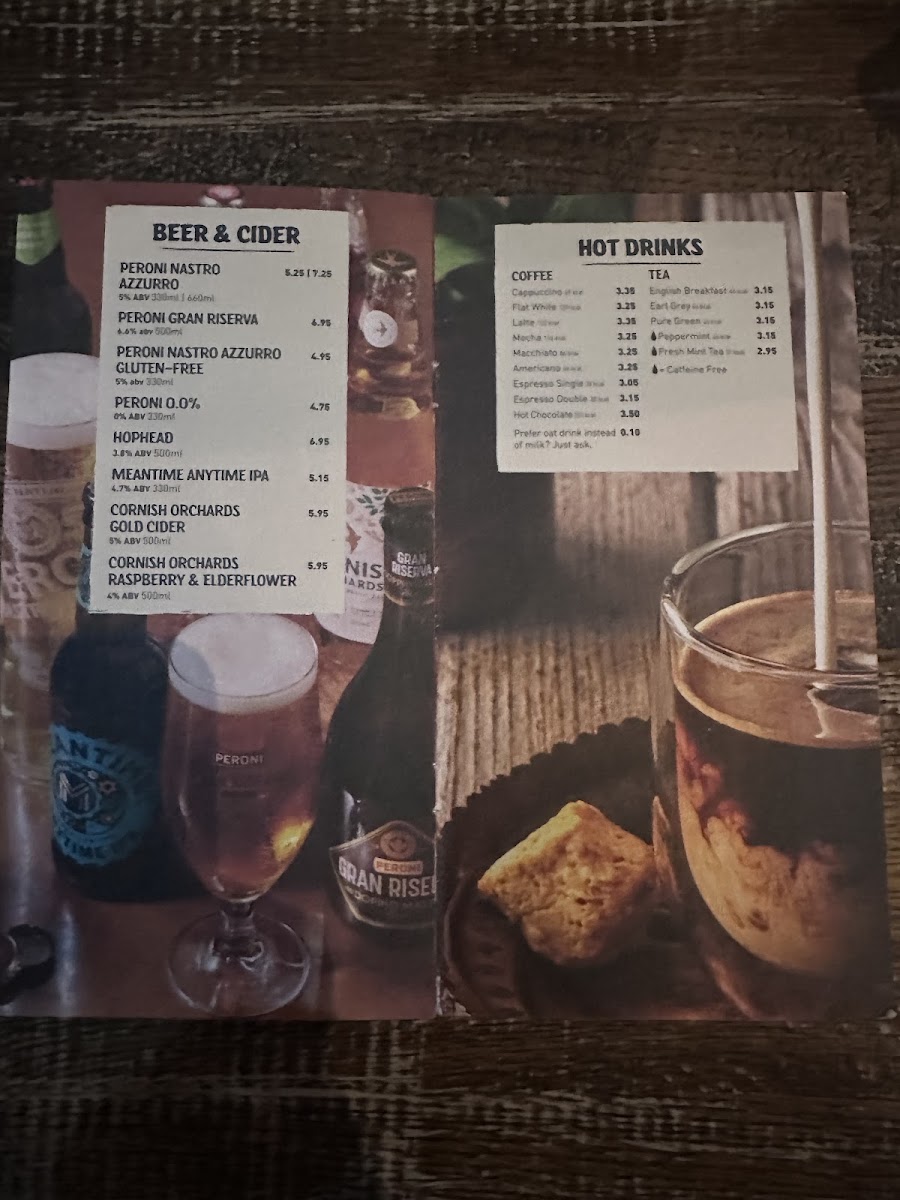 BEER & CIDER
PERONI NASTRO
AZZURRO 5.25 | 7.25
5% ABV 330ml | 660ml
PERONI GRAN RISERVA 6.95
6.6% abv 500ml
PERONI NASTRO AZZURRO 4.95
GLUTEN-FREE
5% abv 330ml
PERONI 0.0% 4.75
0% ABV 330ml
HOPHEAD 6.95
3.8% ABV 500ml
MEANTIME ANYTIME IPA 5.15
4.7% ABV 330ml
CORNISH ORCHARDS 5.95
GOLD CIDER
5% ABV 500ml
CORNISH ORCHARDS 5.95
RASPBERRY & ELDERFLOWER
4% ABV 500ml
GRAN
RISERVA
NIS
ARDS
PERONI
PERONI
GRAN RISE
ANTI
M
TIME
HOT DRINKS
COFFEE
Cappuccino 3.35
Flat White 3.25
Latte 3.35
Mocha 3.25
Macchiato 3.25
Americano 3.25
Espresso Single 3.05
Espresso Double 3.15
Hot Chocolate 3.50
Prefer oat drink instead 0.10
of milk? Just ask.
TEA
English Breakfast 3.15
Earl Grey 3.15
Pure Green 3.15
Peppermint 3.15
Fresh Mint Tea 2.95
= Caffeine Free